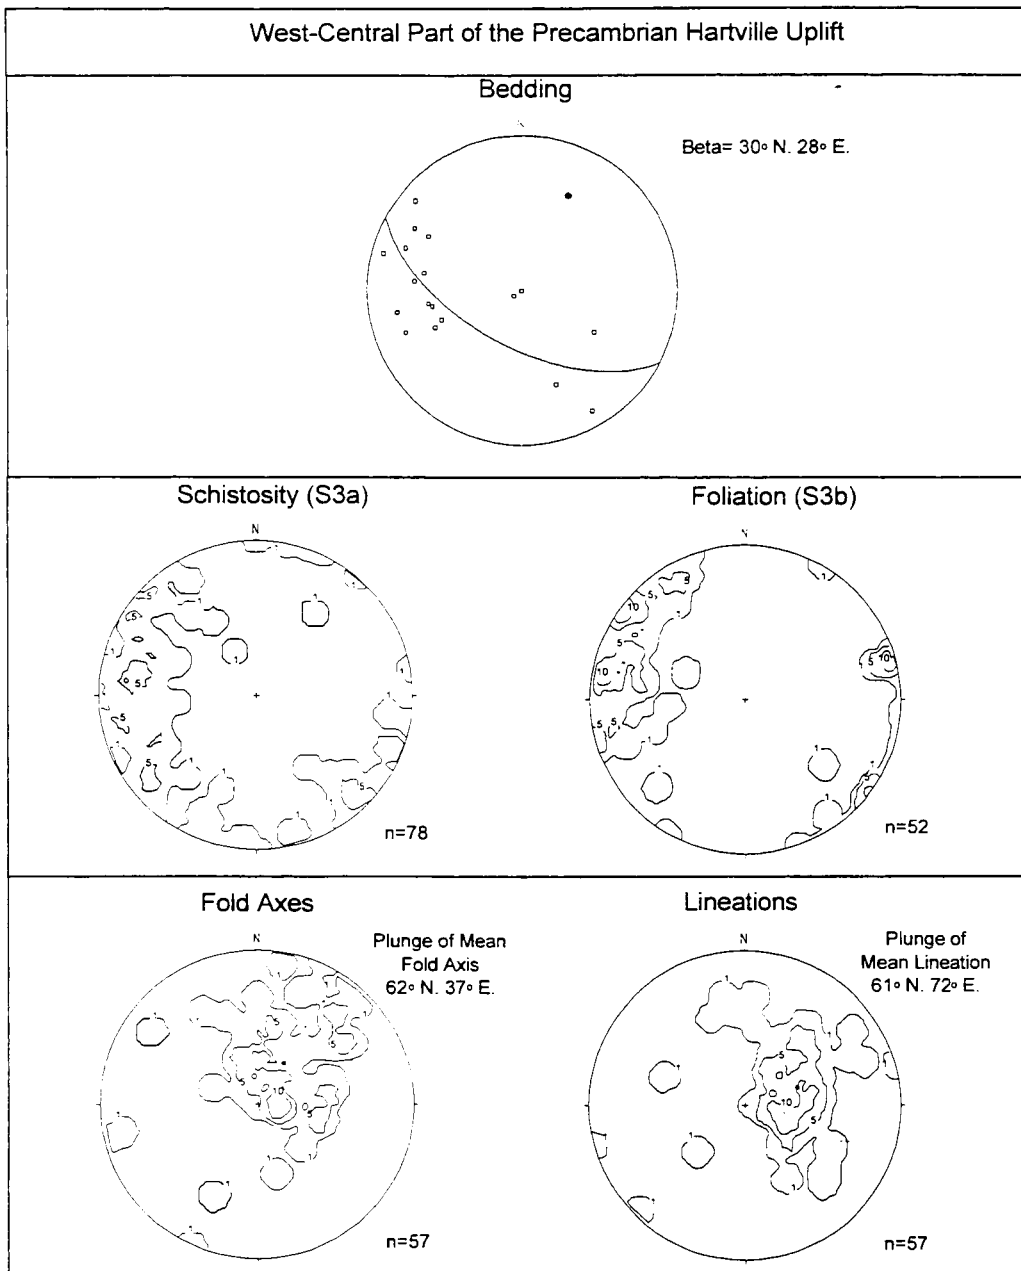 West-Central Part of the Precambrian Hartville Uplift
Bedding
N
Beta= 30° N. 28° E.
Schistosity (S3a)
Foliation (S3b)
N
N
n=78
n=52
Fold Axes
Lineations
N
N
Plunge of Mean
Fold Axis
62° N. 37° E.
Plunge of
Mean Lineation
61° N. 72° E.
n=57
n=57